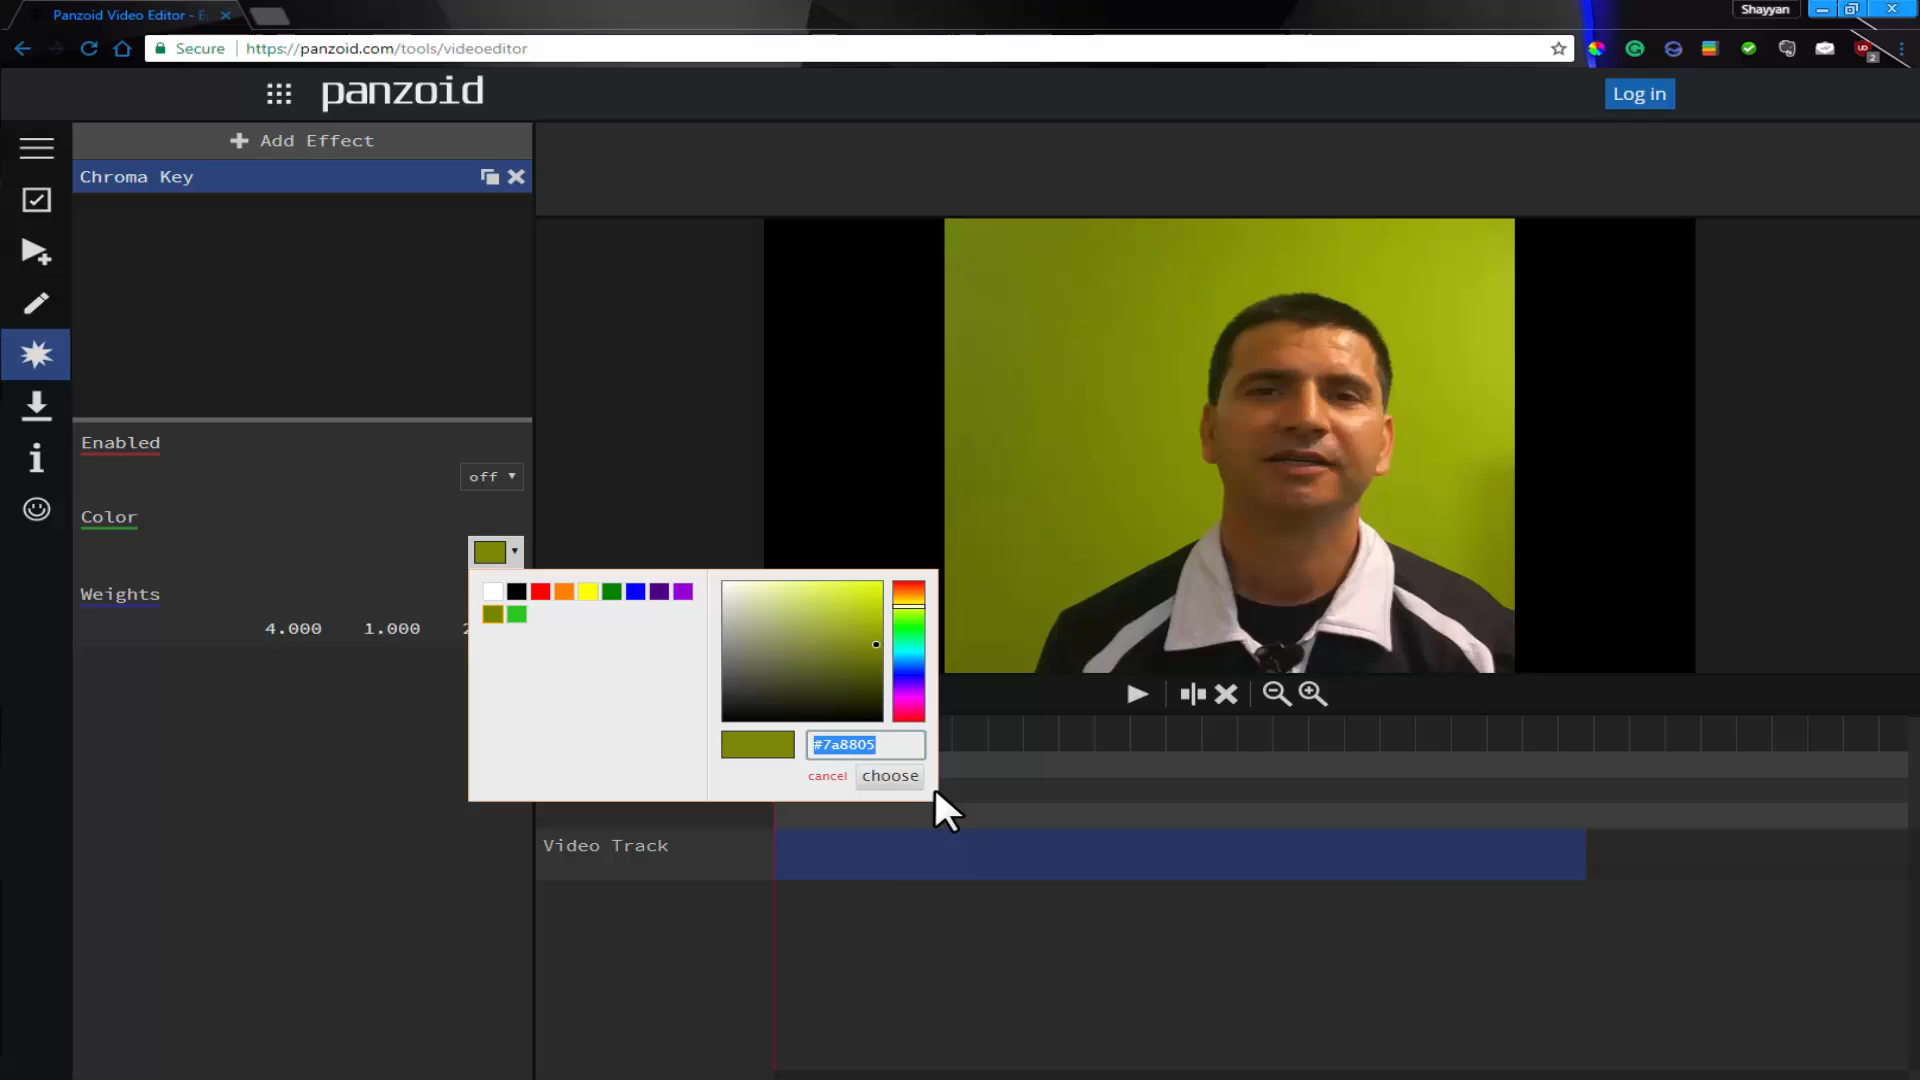 Panzoid Video Editor - E
Shayyan
Secure
https://panzoid.com/tools/videoeditor
2
panzoid
Log in
Add Effect
Chroma Key
Enabled
off
Color
Weights
4.000 1.000
#7a8805
cancel choose
Video Track